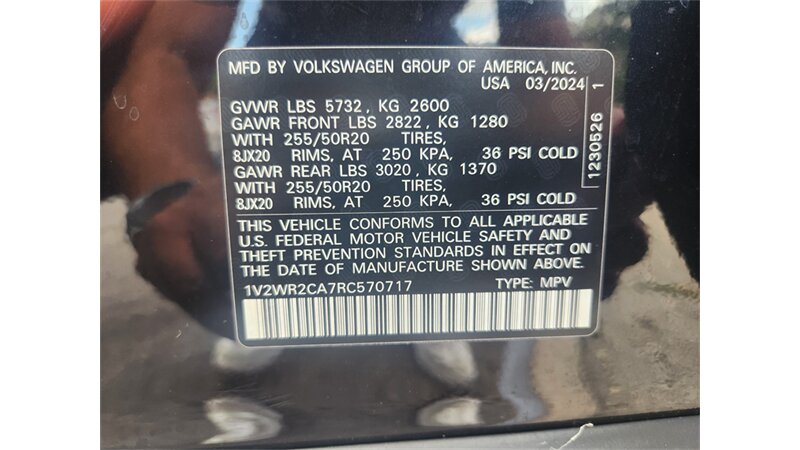 MFD BY VOLKSWAGEN GROUP OF AMERICA, INC.
USA 03/2024
GVWR LBS 5732, KG 2600
GAWR FRONT LBS 2822, KG 1280
WITH 255/50R20 TIRES,
8JX20 RIMS, AT 250 KPA, 36 PSI COLD
GAWR REAR LBS 3020, KG 1370
WITH 255/50R20 TIRES,
8JX20 RIMS, AT 250 KPA, 36 PSI COLD
THIS VEHICLE CONFORMS TO ALL APPLICABLE
U.S. FEDERAL MOTOR VEHICLE SAFETY AND
THEFT PREVENTION STANDARDS IN EFFECT ON
THE DATE OF MANUFACTURE SHOWN ABOVE.
1V2WR2CA7RC570717 TYPE: MPV
1230526 1